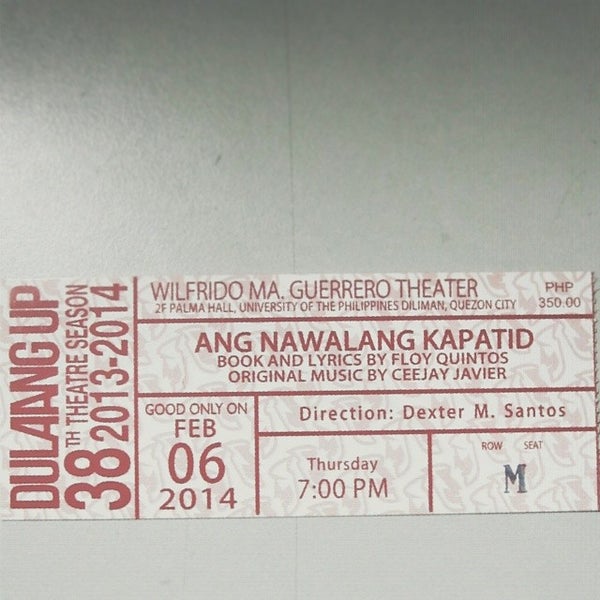 DULAANG UP
38TH THEATRE SEASON
2013-2014
WILFRIDO MA. GUERRERO THEATER
2F PALMA HALL, UNIVERSITY OF THE PHILIPPINES DILIMAN, QUEZON CITY
PHP
350.00
ANG NAWALANG KAPATID
BOOK AND LYRICS BY FLOY QUINTOS
ORIGINAL MUSIC BY CEEJAY JAVIER
GOOD ONLY ON
FEB
06
2014
Direction: Dexter M. Santos
Thursday
7:00 PM
ROW SEAT
M